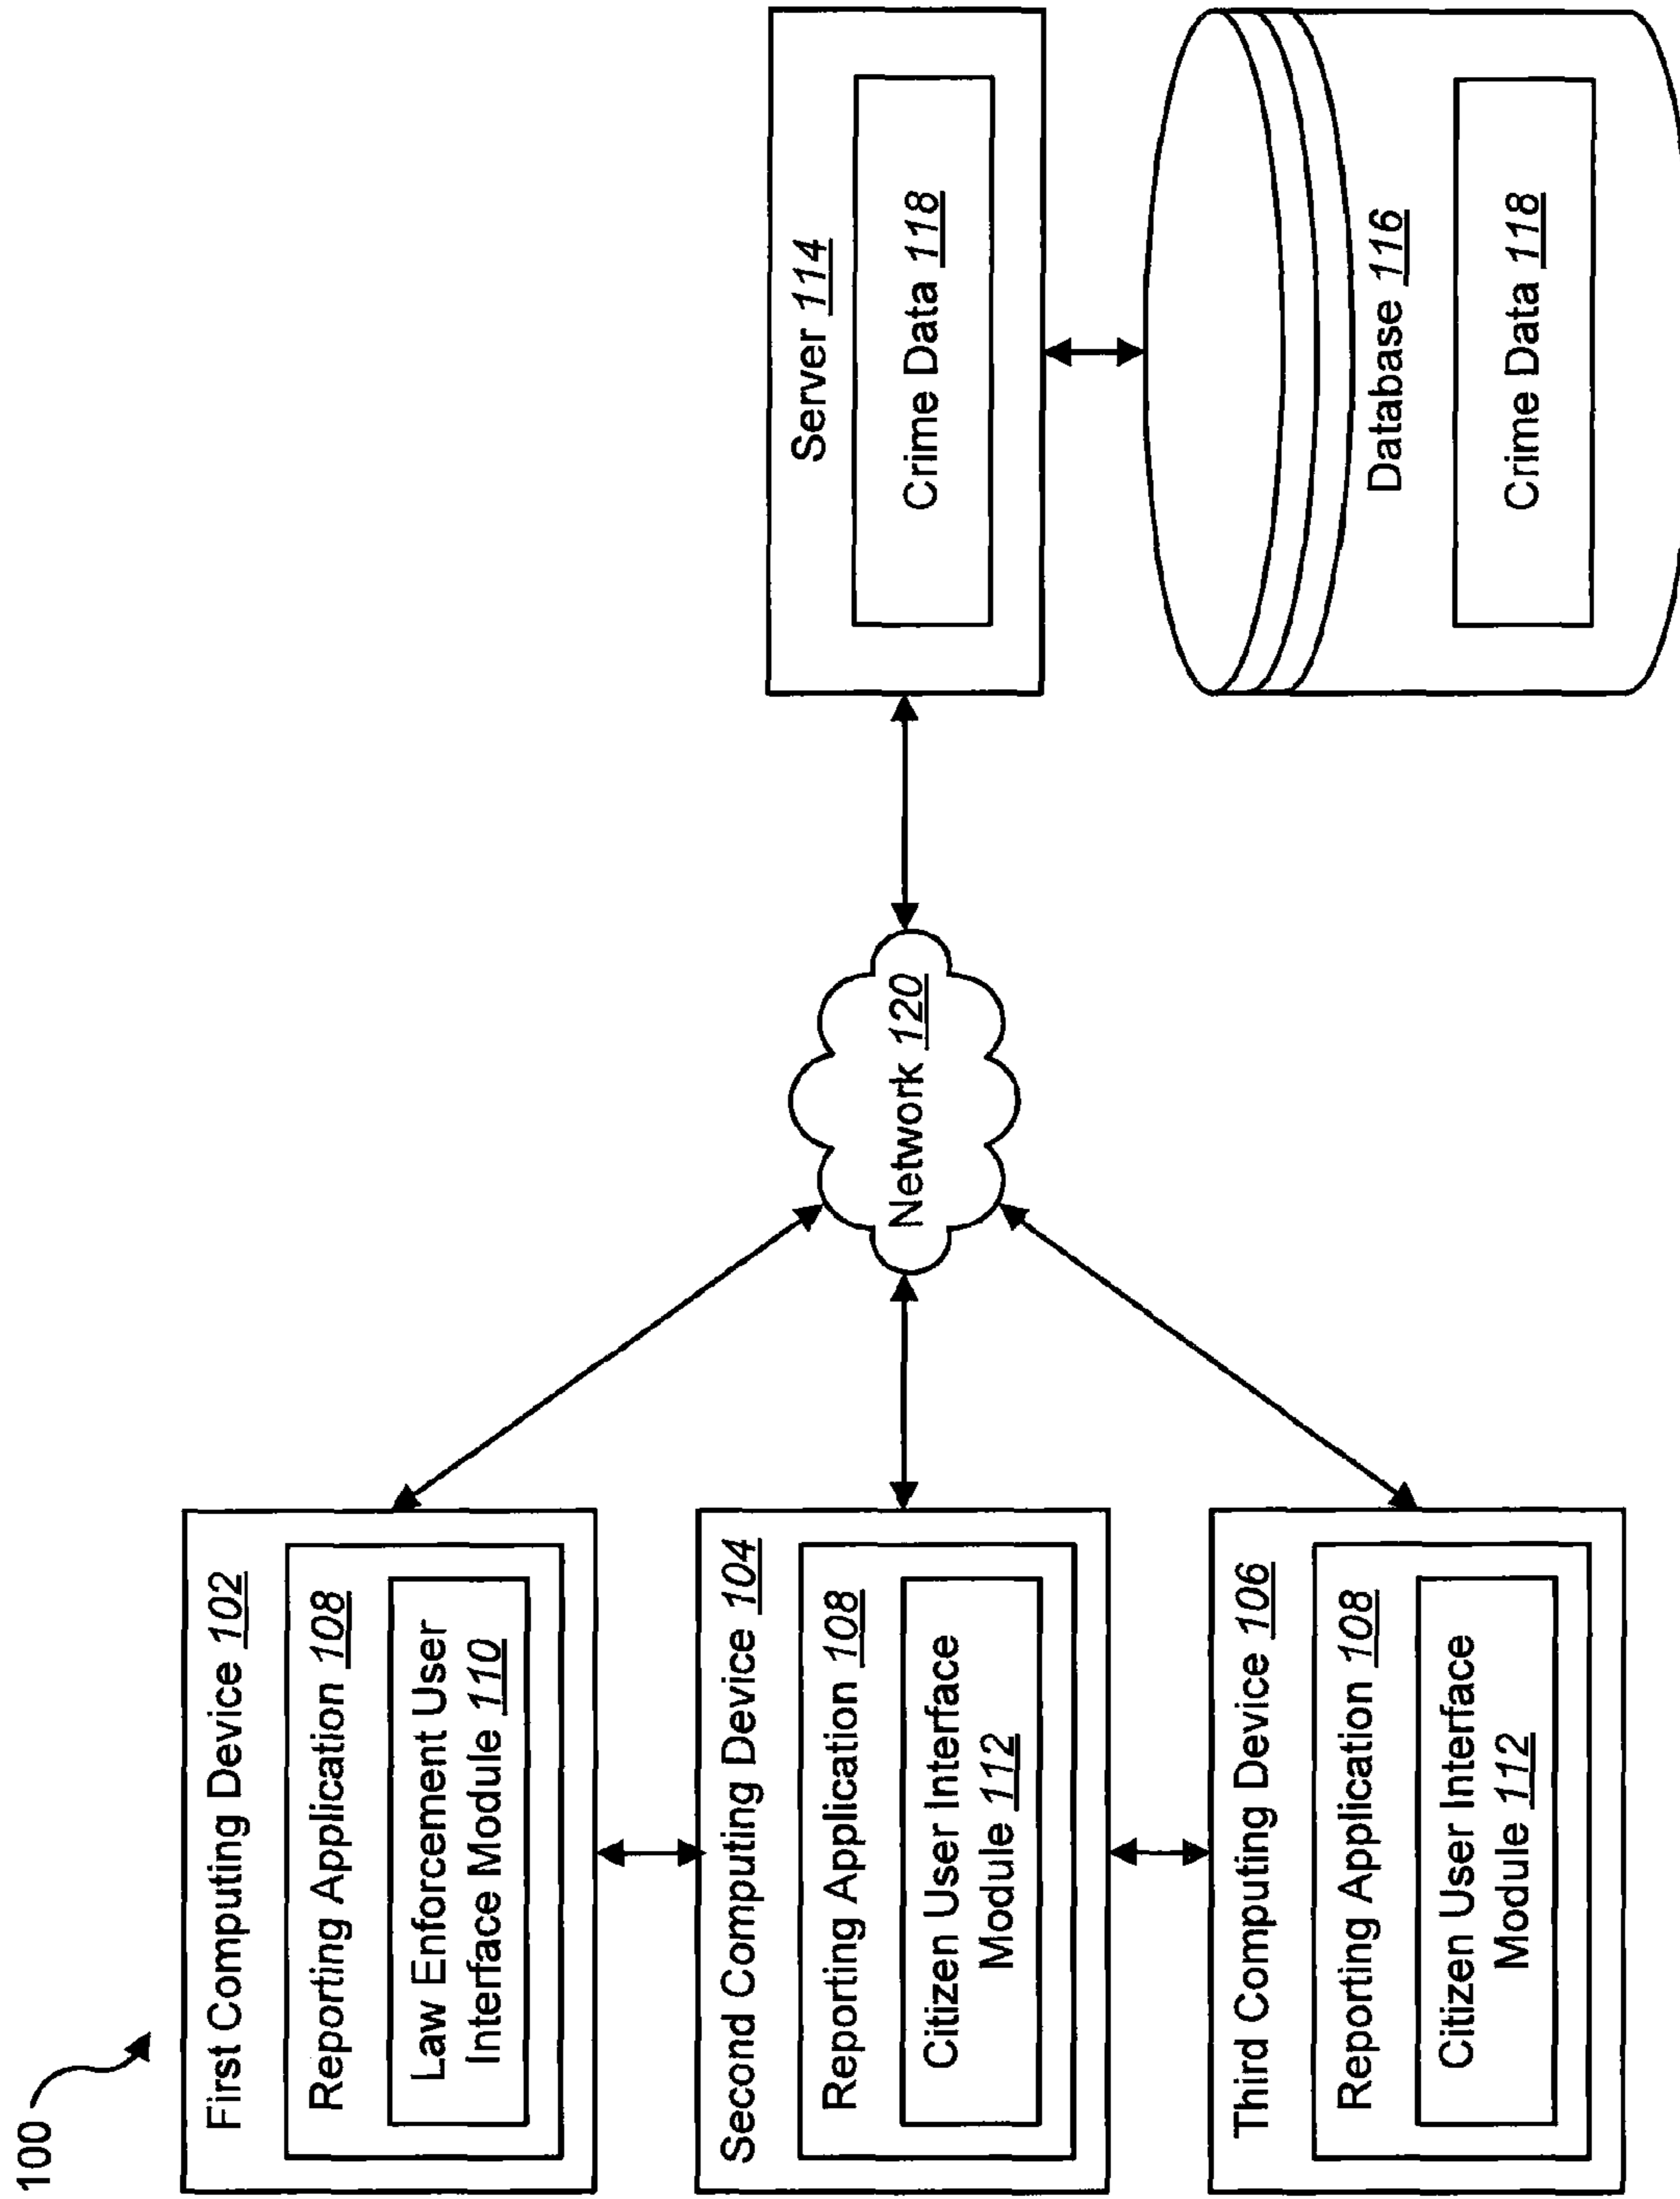 100
First Computing Device 102
Reporting Application 108
Law Enforcement User
Interface Module 110
Second Computing Device 104
Reporting Application 108
Citizen User Interface
Module 112
Third Computing Device 106
Reporting Application 108
Citizen User Interface
Module 112
Network 120
Server 114
Crime Data 118
Database 116
Crime Data 118